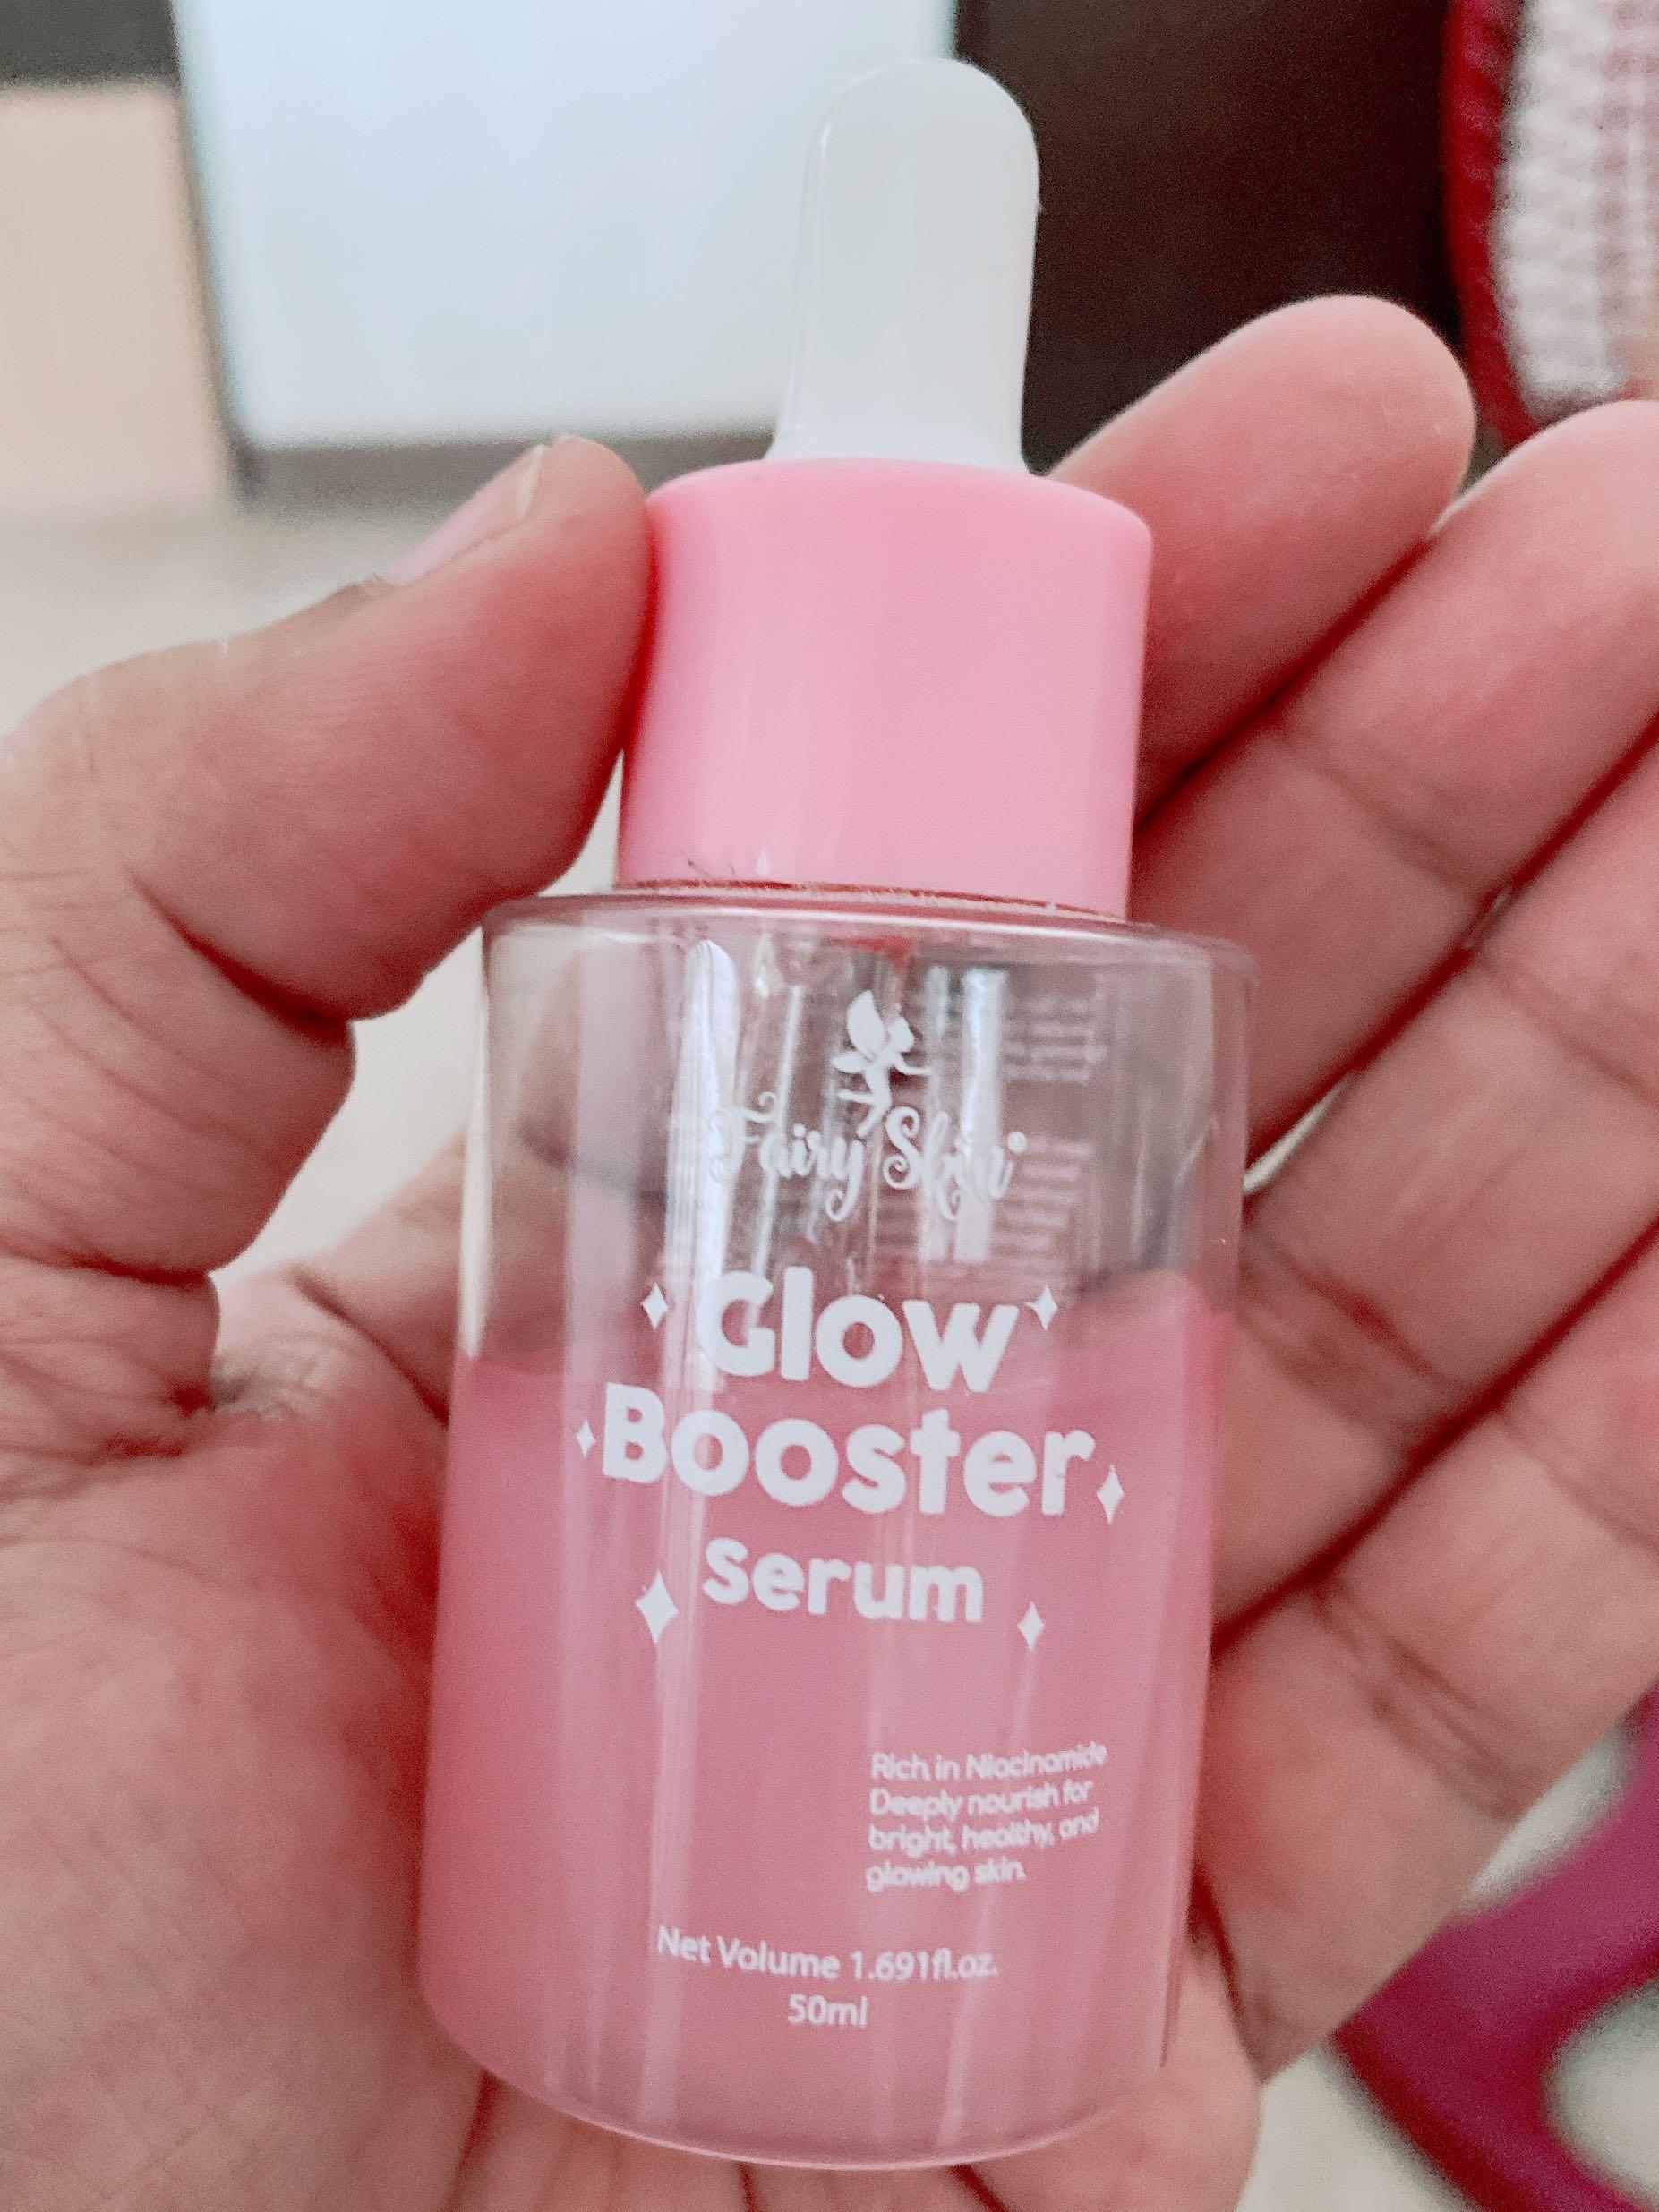 Fairy Skin
Glow
Booster
serum
Rich in Niacinamide
Deeply nourish for
bright, healthy, and
glowing skin.
Net Volume 1.691fl.oz.
50ml